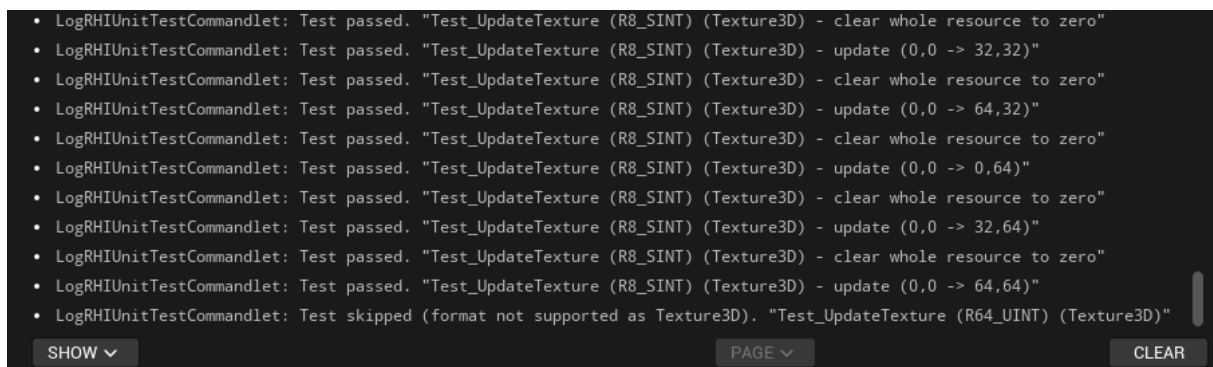 • LogRHIUnitTestCommandlet: Test passed. "Test_UpdateTexture (R8_SINT) (Texture3D) - clear whole resource to zero"
• LogRHIUnitTestCommandlet: Test passed. "Test_UpdateTexture (R8_SINT) (Texture3D) - update (0,0 -> 32,32)"
• LogRHIUnitTestCommandlet: Test passed. "Test_UpdateTexture (R8_SINT) (Texture3D) - clear whole resource to zero"
• LogRHIUnitTestCommandlet: Test passed. "Test_UpdateTexture (R8_SINT) (Texture3D) - update (0,0 -> 64,32)"
• LogRHIUnitTestCommandlet: Test passed. "Test_UpdateTexture (R8_SINT) (Texture3D) - clear whole resource to zero"
• LogRHIUnitTestCommandlet: Test passed. "Test_UpdateTexture (R8_SINT) (Texture3D) - update (0,0 -> 0,64)"
• LogRHIUnitTestCommandlet: Test passed. "Test_UpdateTexture (R8_SINT) (Texture3D) - clear whole resource to zero"
• LogRHIUnitTestCommandlet: Test passed. "Test_UpdateTexture (R8_SINT) (Texture3D) - update (0,0 -> 32,64)"
• LogRHIUnitTestCommandlet: Test passed. "Test_UpdateTexture (R8_SINT) (Texture3D) - clear whole resource to zero"
• LogRHIUnitTestCommandlet: Test passed. "Test_UpdateTexture (R8_SINT) (Texture3D) - update (0,0 -> 64,64)"
• LogRHIUnitTestCommandlet: Test skipped (format not supported as Texture3D). "Test_UpdateTexture (R64_UINT) (Texture3D)"
SHOW PAGE CLEAR